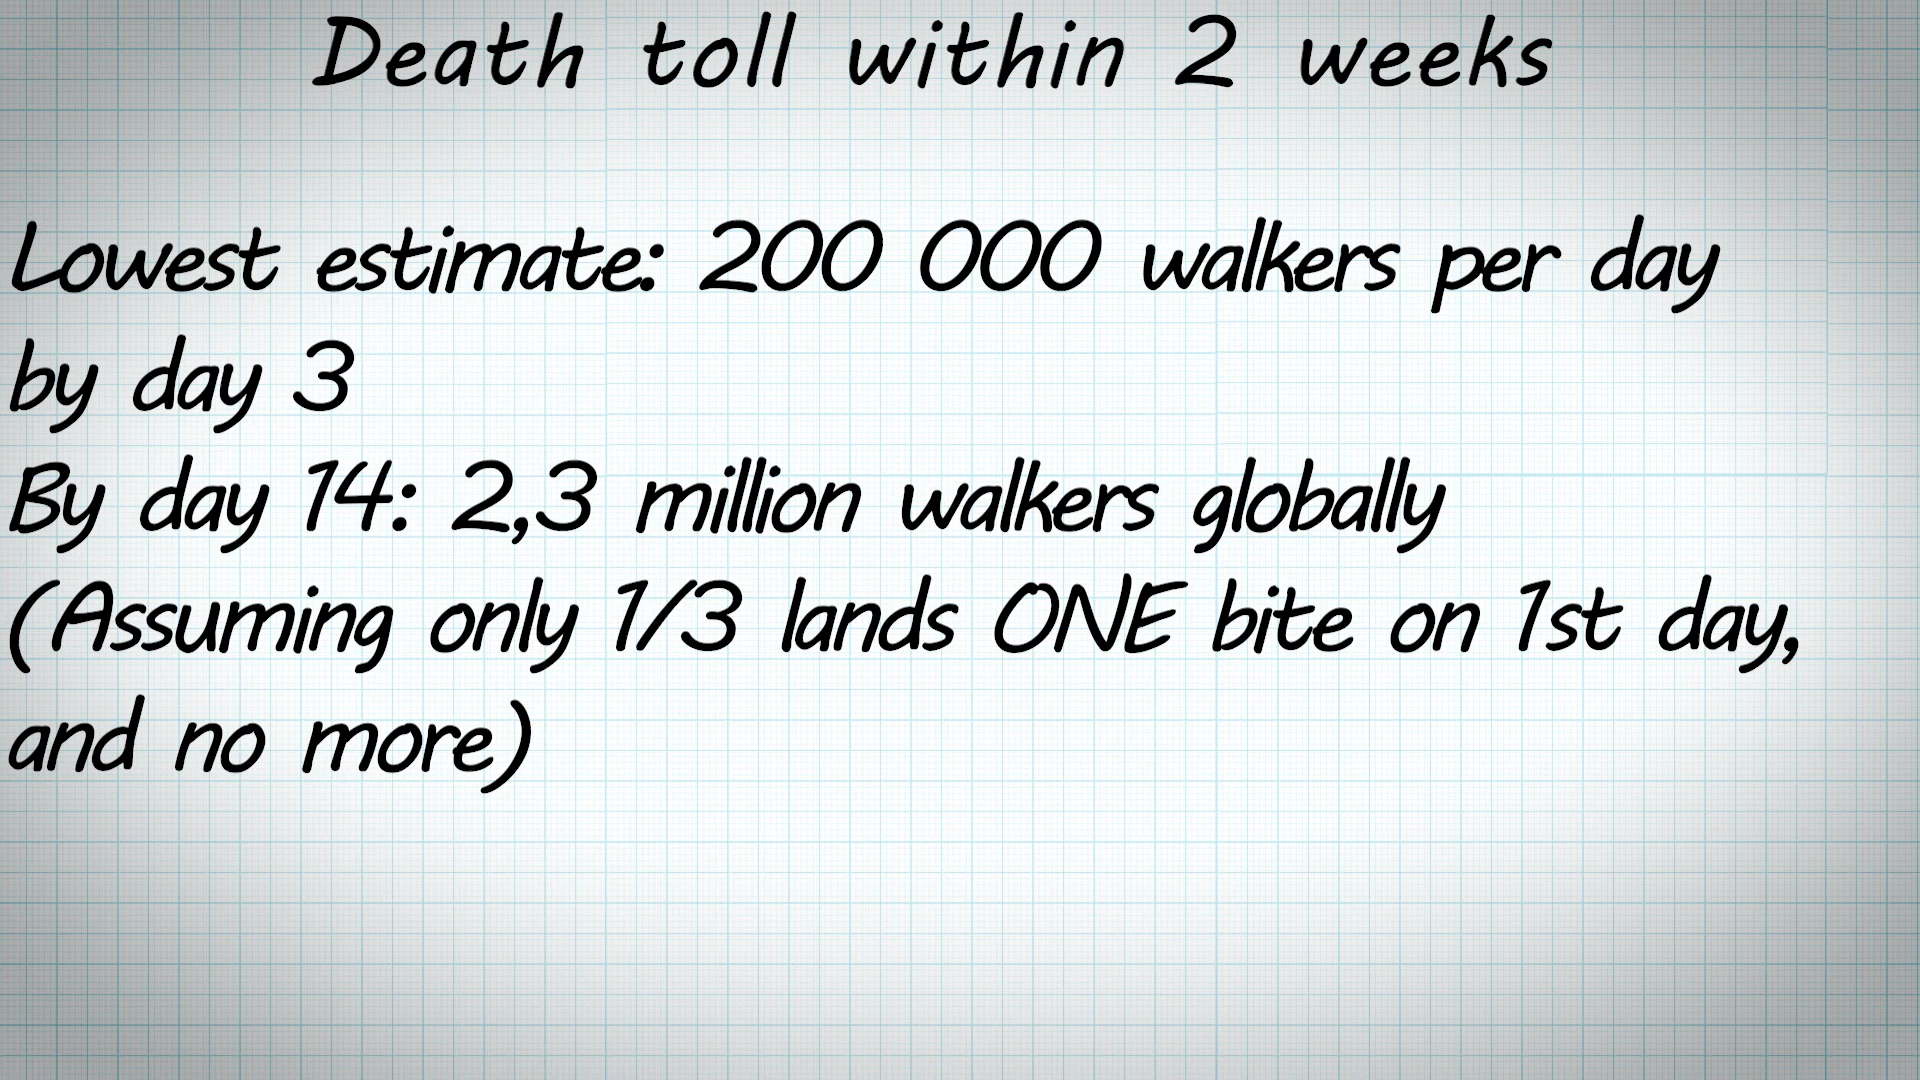 Death toll within 2 weeks
Lowest estimate: 200 000 walkers per day
by day 3
By day 14: 2,3 million walkers globally
(Assuming only 1/3 lands ONE bite on 1st day,
and no more)